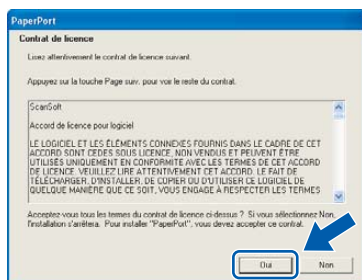 PaperPort
Contrat de licence
Lisez attentivement le contrat de licence suivant.
Appuyez sur la touche Page suiv. pour voir le reste du contrat.
ScanSoft
Accord de licence pour logiciel
LE LOGICIEL ET LES ÉLÉMENTS CONNEXES FOURNIS DANS LE CADRE DE CET
ACCORD SONT CEDES SOUS LICENCE, NON VENDUS ET PEUVENT ÊTRE
UTILISÉS UNIQUEMENT EN CONFORMITE AVEC LES TERMES DE CET ACCORD
DE LICENCE. VEUILLEZ LIRE ATTENTIVEMENT CET ACCORD. LE FAIT DE
TÉLÉCHARGER, D'INSTALLER, DE COPIER OU D'UTILISER CE LOGICIEL DE
QUELQUE MANIÈRE QUE CE SOIT, VOUS ENGAGE À RESPECTER LES TERMES
Acceptez-vous tous les termes du contrat de licence ci-dessus ? Si vous sélectionnez Non,
l'installation s'arrêtera. Pour installer "PaperPort", vous devez accepter ce contrat.
Oui
Non